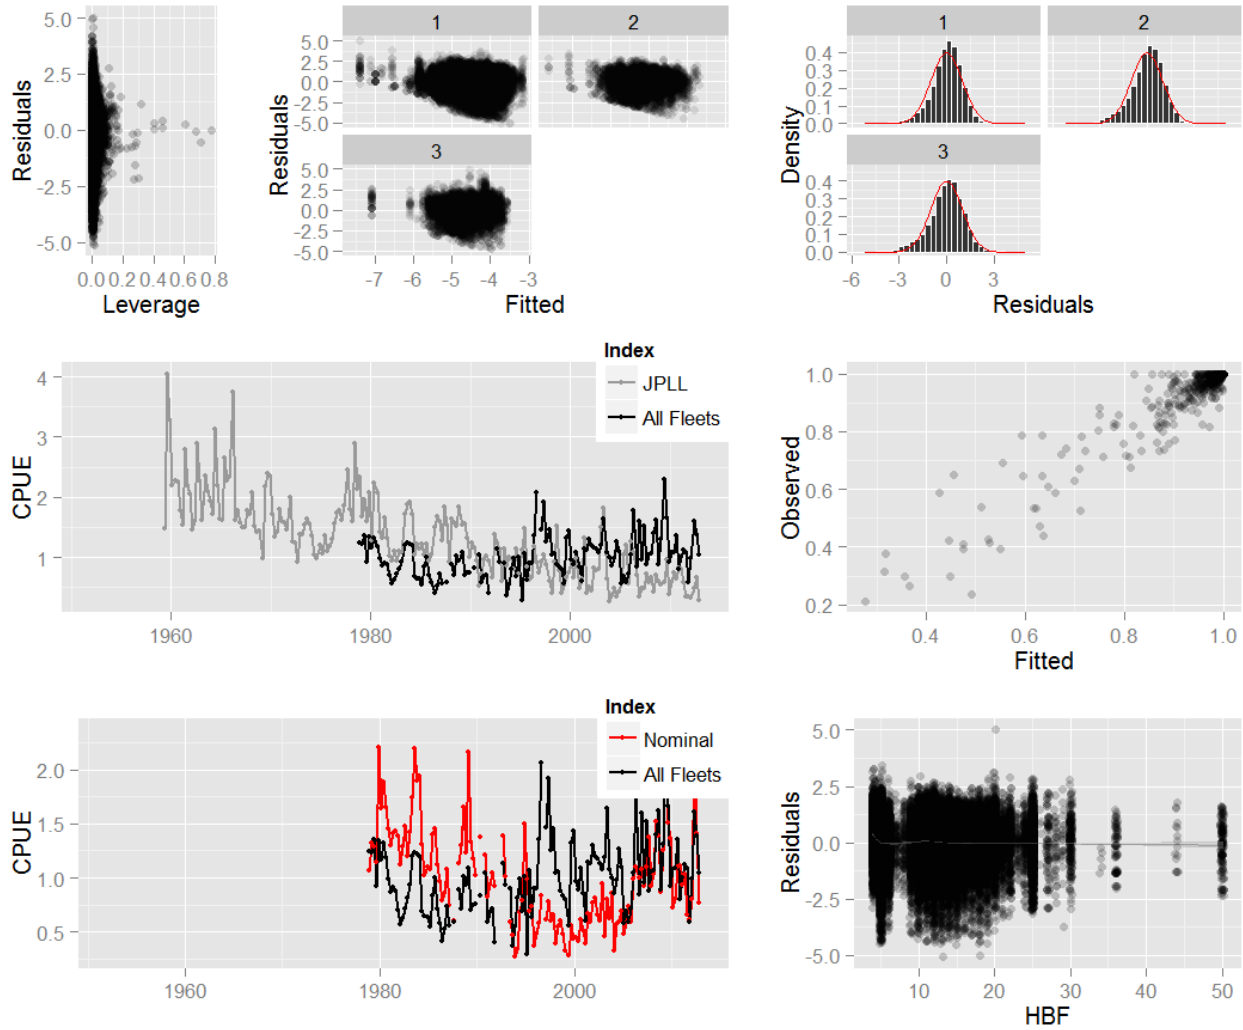 5.0
2.5
0.0
-2.5
-5.0
Residuals
0.0 0.2 0.4 0.6 0.8
Leverage
1
2
5.0
2.5
0.0
-2.5
-5.0
3
5.0
2.5
0.0
-2.5
-5.0
Residuals
-7 -6 -5 -4 -3
Fitted
1
2
0.4
0.3
0.2
0.1
0.0
3
0.4
0.3
0.2
0.1
0.0
Density
-6 -3 0 3
Residuals
Index
JPLL
All Fleets
4
3
2
1
CPUE
1960 1980 2000
1.0
0.8
0.6
0.4
0.2
Observed
0.4 0.6 0.8 1.0
Fitted
Index
Nominal
All Fleets
2.0
1.5
1.0
0.5
CPUE
1960 1980 2000
5.0
2.5
0.0
-2.5
-5.0
Residuals
10 20 30 40 50
HBF